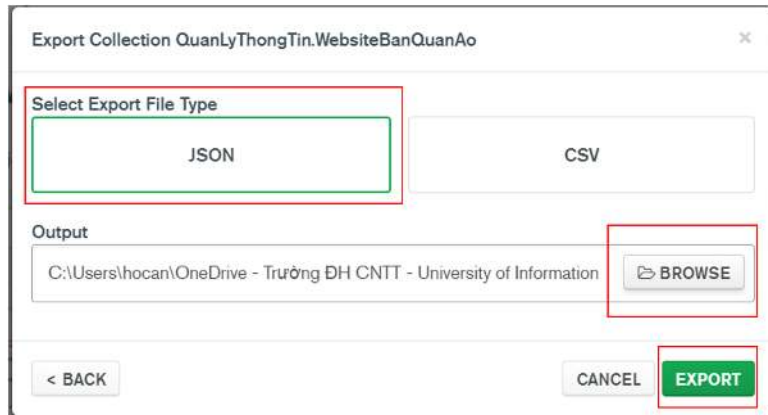 Export Collection QuanLyThongTin.WebsiteBanQuanAo
×
Select Export File Type
JSON
CSV
Output
C:\Users\hocan\OneDrive - Trường ĐH CNTT - University of Information
BROWSE
< BACK
CANCEL
EXPORT